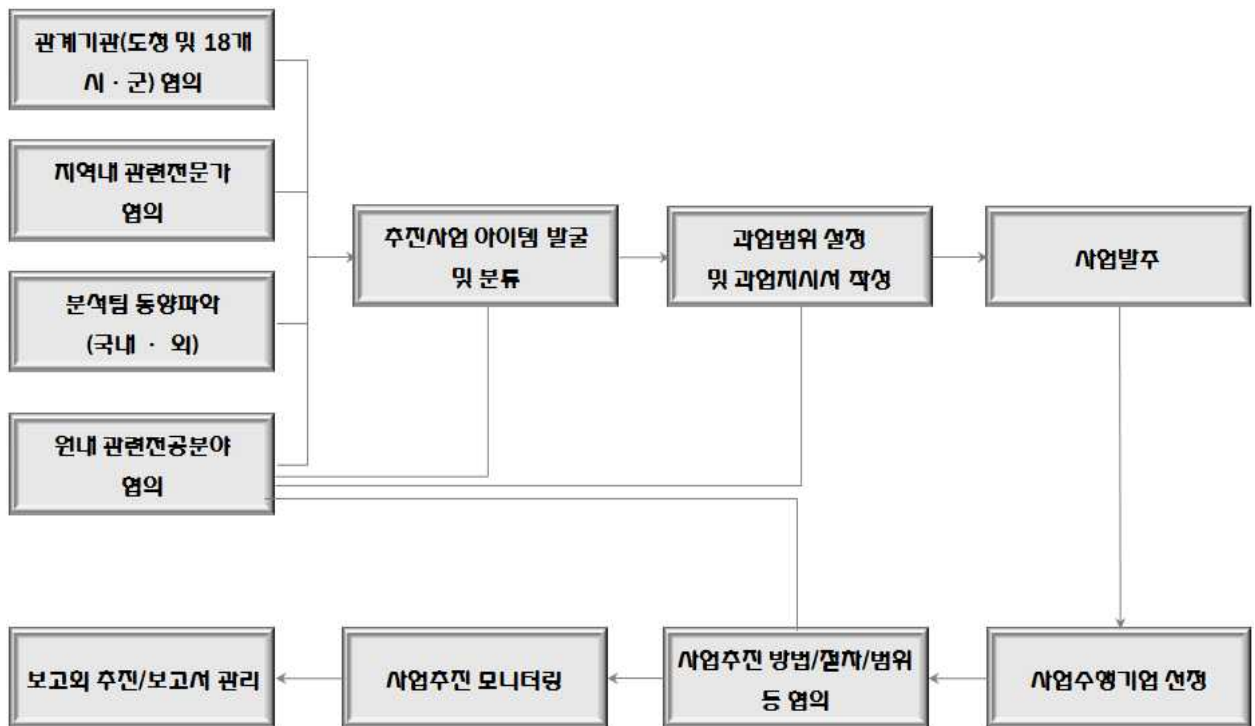 관계기관(도청 및 18개
시 · 군) 협의
지역내 관련전문가
협의
분석팀 동향파악
(국내 · 외)
원내 관련전공분야
협의
추진사업 아이템 발굴
및 분류
과업범위 설정
및 과업지시서 작성
사업발주
사업수행기업 선정
사업추진 방법/절차/범위
등 협의
사업추진 모니터링
보고회 추진/보고서 관리